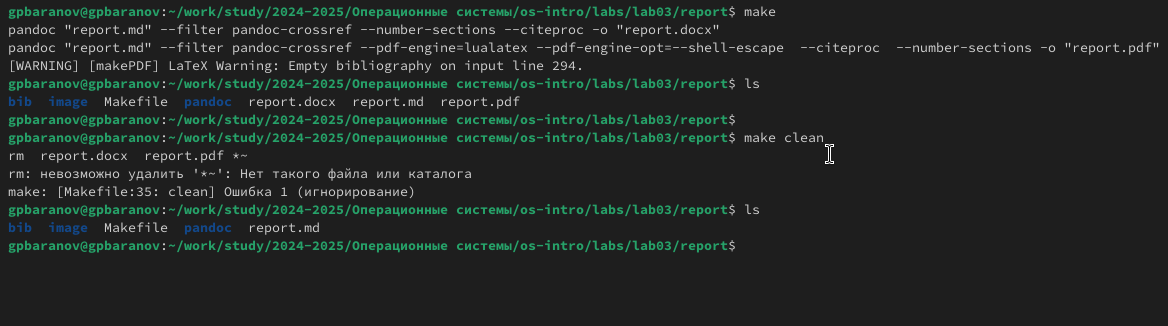 gpbaranov@gpbaranov:~/work/study/2024-2025/Операционные системы/os-intro/labs/lab03/report$ make
pandoc "report.md" --filter pandoc-crossref --number-sections --citeproc -o "report.docx"
pandoc "report.md" --filter pandoc-crossref --pdf-engine=lualatex --pdf-engine-opt=--shell-escape  --citeproc  --number-sections -o "report.pdf"
[WARNING] [makePDF] LaTeX Warning: Empty bibliography on input line 294.
gpbaranov@gpbaranov:~/work/study/2024-2025/Операционные системы/os-intro/labs/lab03/report$ ls
bib  image  Makefile  pandoc  report.docx  report.md  report.pdf
gpbaranov@gpbaranov:~/work/study/2024-2025/Операционные системы/os-intro/labs/lab03/report$
gpbaranov@gpbaranov:~/work/study/2024-2025/Операционные системы/os-intro/labs/lab03/report$ make clean
rm  report.docx  report.pdf *~
rm: невозможно удалить '*~': Нет такого файла или каталога
make: [Makefile:35: clean] Ошибка 1 (игнорирование)
gpbaranov@gpbaranov:~/work/study/2024-2025/Операционные системы/os-intro/labs/lab03/report$ ls
bib  image  Makefile  pandoc  report.md
gpbaranov@gpbaranov:~/work/study/2024-2025/Операционные системы/os-intro/labs/lab03/report$